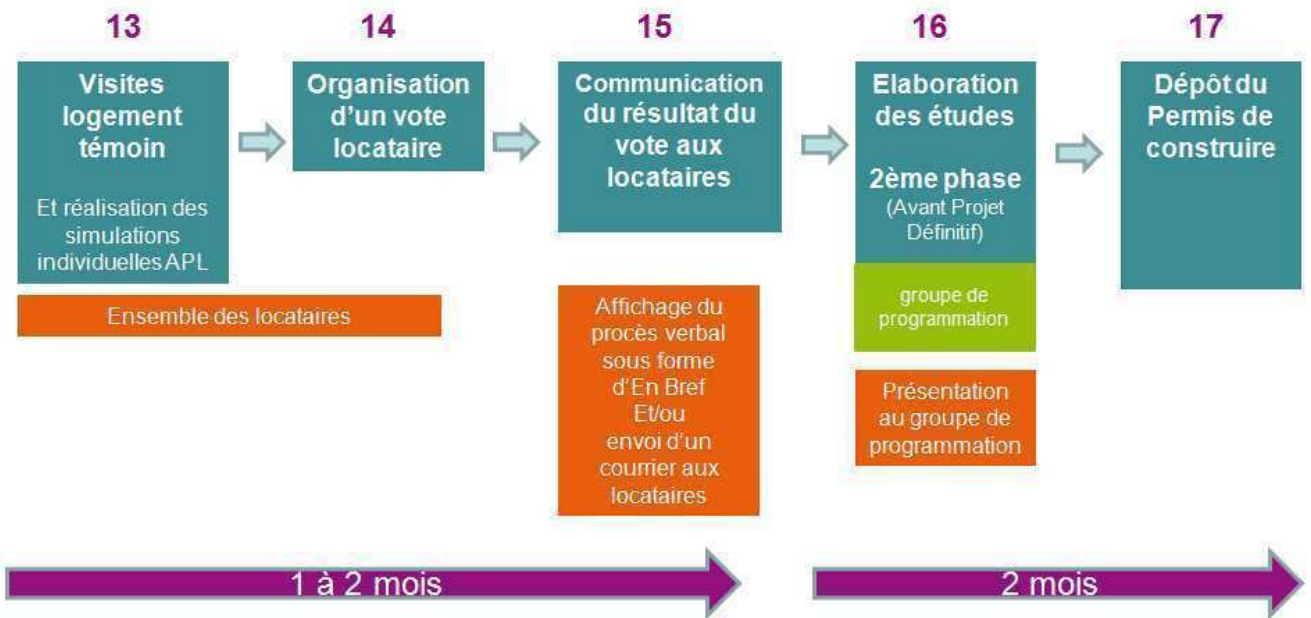 13
Visites
logement
témoin
Et réalisation des
simulations
individuelles APL
14
Organisation
d'un vote
locataire
Ensemble des locataires
15
Communication
du résultat du
vote aux
locataires
Affichage du
procès verbal
sous forme
d'En Bref
Et/ou
envoi d'un
courrier aux
locataires
16
Elaboration
des études
2ème phase
(Avant Projet
Définitif)
groupe de
programmation
Présentation
au groupe de
programmation
17
Dépôt du
Permis de
construire
1 à 2 mois
2 mois